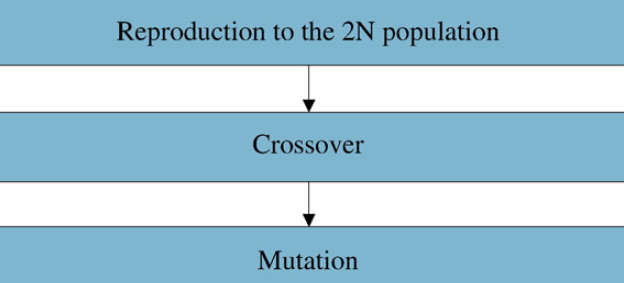 Reproduction to the 2N population
Crossover
Mutation